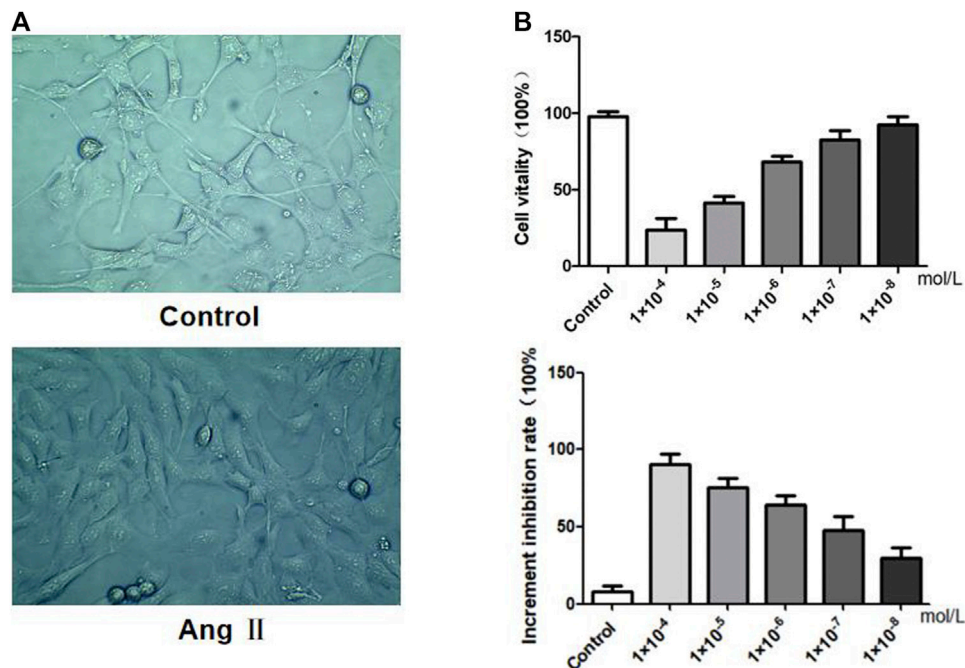 A
Control
Ang Ⅱ
B
Cell vitality (100%)
150
100
50
0
Control
1×10-4
1×10-5
1×10-6
1×10-7
1×10-8
mol/L
Increment inhibition rate (100%
150
100
50
0
Control
1×10-4
1×10-5
1×10-6
1×10-7
1×10-8
mol/L